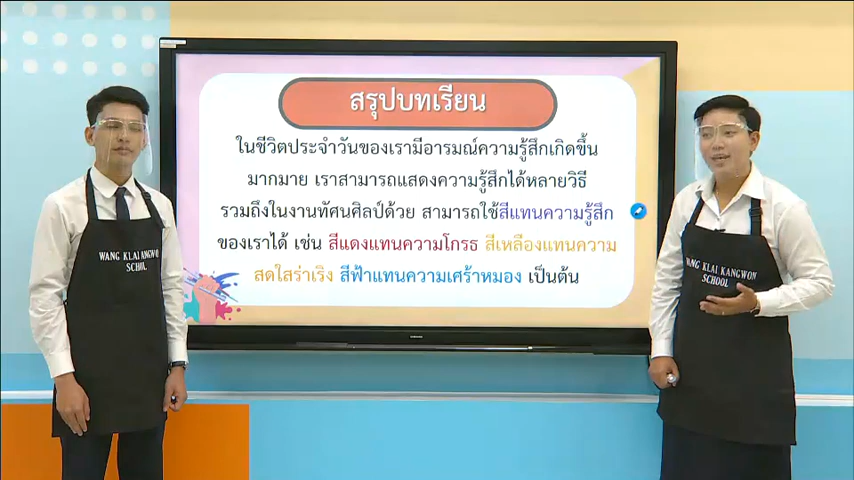 สรุปบทเรียน
ในชีวิตประจำวันของเรามีอารมณ์ความรู้สึกเกิดขึ้น
มากมาย เราสามารถแสดงความรู้สึกได้หลายวิธี
รวมถึงในงานทัศนศิลป์ด้วย สามารถใช้สีแทนความรู้สึก
ของเราได้ เช่น สีแดงแทนความโกรธ สีเหลืองแทนความ
สดใสร่าเริง สีฟ้าแทนความเศร้าหมอง เป็นต้น
WANG KLAI KANGWON
SCHOOL
WANG KLAI KANGWON
SCHOOL